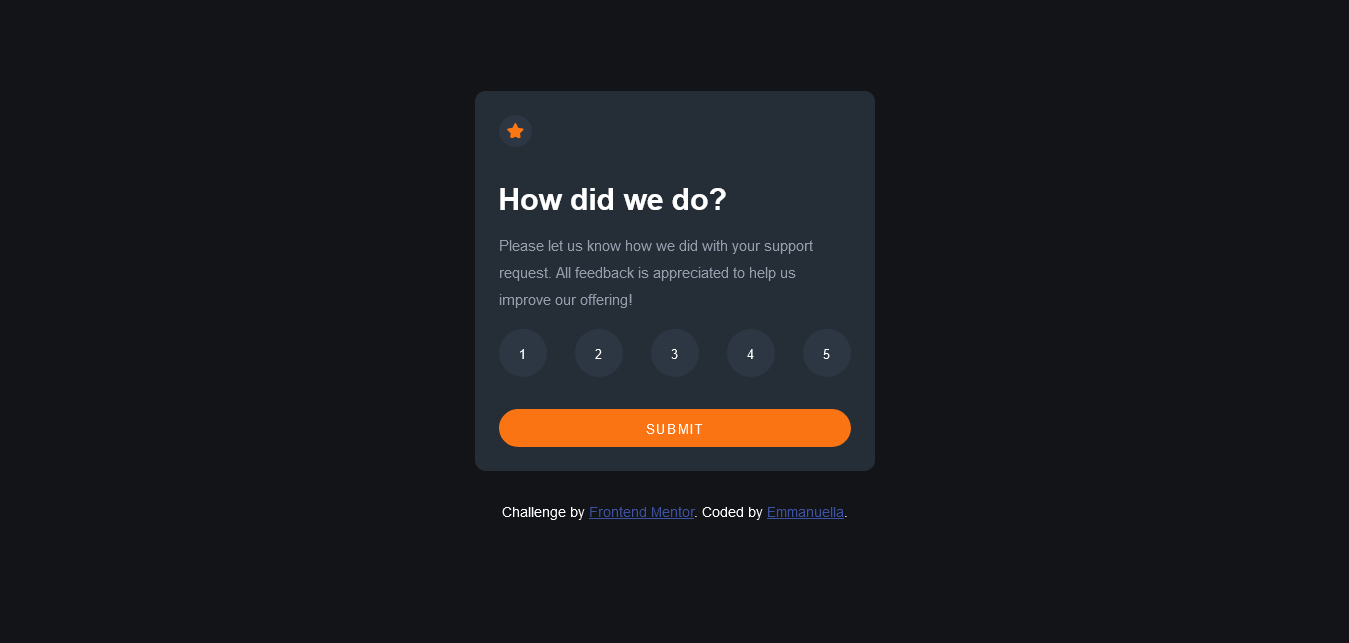 How did we do?
Please let us know how we did with your support
request. All feedback is appreciated to help us
improve our offering!
1 2 3 4 5
SUBMIT
Challenge by Frontend Mentor. Coded by Emmanuella.